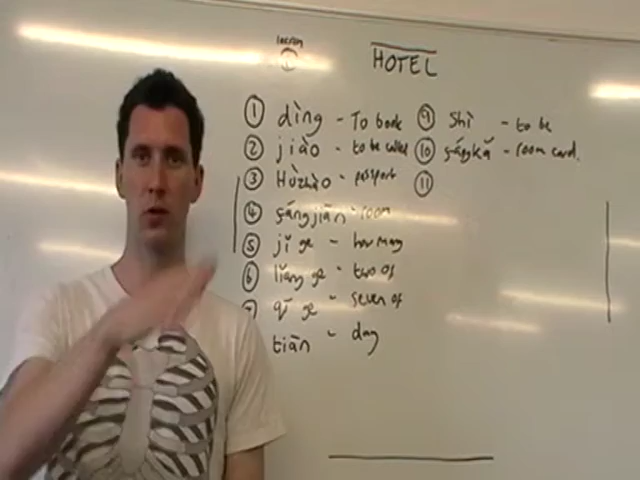 lesson
1
HOTEL
① dìng - To book
② jiào - to be called
③ Hùzhào - passport
④ fángjiān - room
⑤ jǐ ge - how many
⑥ liǎng ge - two of
⑦ qī ge - seven of
tiān - day
⑨ Shì - to be
⑩ fángkǎ - room card.
⑪